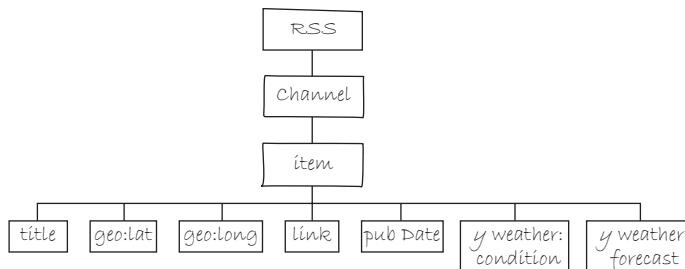 RSS
Channel
item
title
geo:lat
geo:long
link
pub Date
y weather:
condition
y weather
forecast